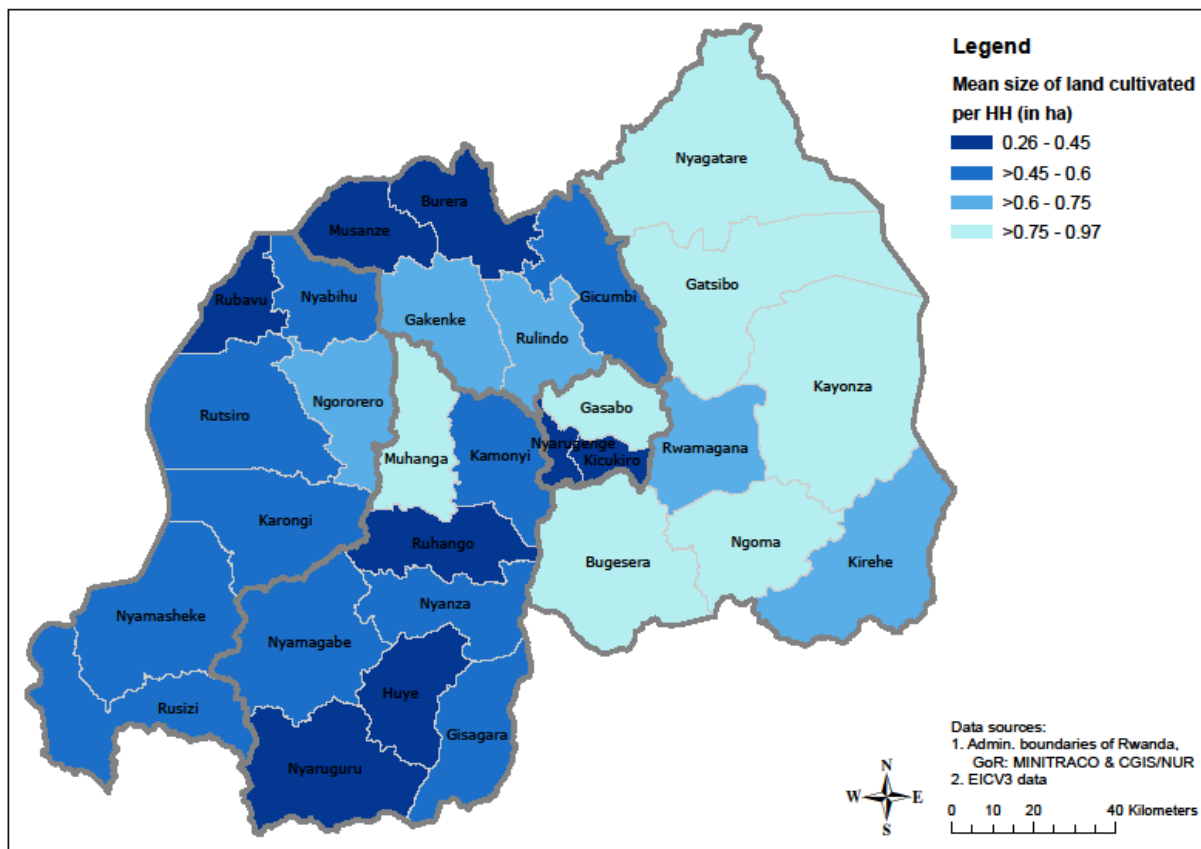 Legend
Mean size of land cultivated
per HH (in ha)
0.26 - 0.45
>0.45 - 0.6
>0.6 - 0.75
>0.75 - 0.97
Nyagatare
Burera
Musanze
Gatsibo
Rubavu
Nyabihu
Gicumbi
Gakenke
Rulindo
Kayonza
Ngororero
Gasabo
Rutsiro
Nyarugenge
Rwamagana
Muhanga
Kamonyi
Kicukiro
Karongi
Ruhango
Ngoma
Bugesera
Kirehe
Nyamasheke
Nyanza
Nyamagabe
Huye
Rusizi
Gisagara
Nyaruguru
Data sources:
1. Admin. boundaries of Rwanda,
GoR: MINITRACO & CGIS/NUR
2. EICV3 data
N
W E
S
0 10 20 40 Kilometers